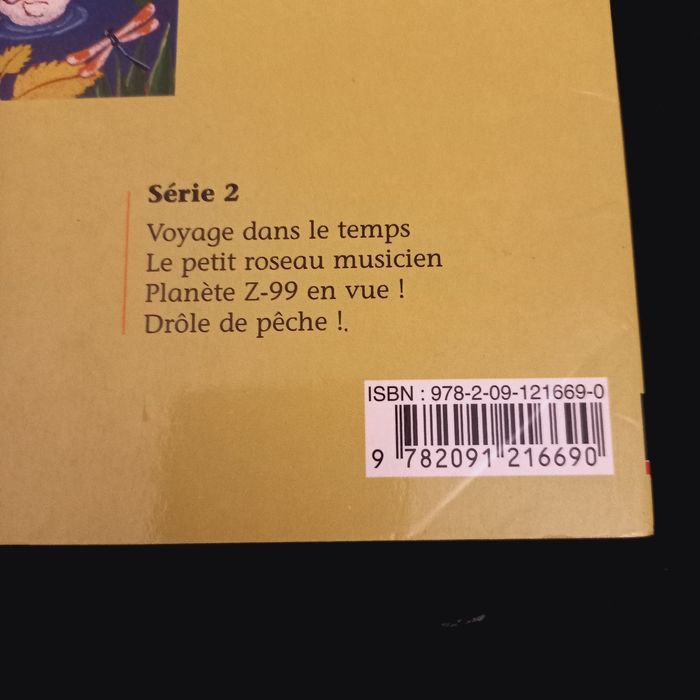 Série 2
Voyage dans le temps
Le petit roseau musicien
Planète Z-99 en vue !
Drôle de pêche !.
ISBN : 978-2-09-121669-0
9 782091 216690